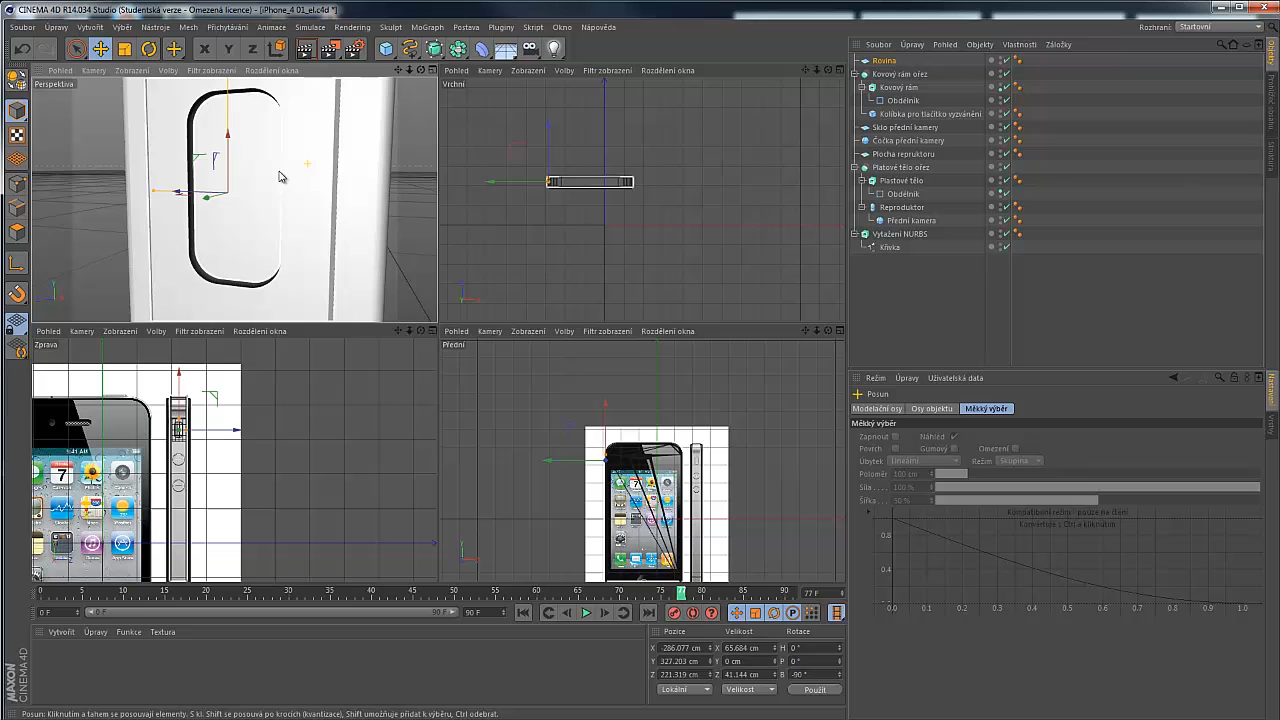 CINEMA 4D R14.034 Studio (Studentská verze - Omezená licence) - [iPhone_4 01_el.c4d *]
Soubor Úpravy Vytvořit Výběr Mesh Přichytávání Animace Simulace Rendering Sculpt MoGraph Postava Pluginy Skript Okno Nápověda
Rozhraní: Startovní
X Y Z
Soubor Úpravy Pohled Objekty Vlastnosti Záložky
Rovina
Kovový rám ořez
Kovový rám
Obdélník
Kolíbka pro tlačítko vyzvánění
Sklo přední kamery
Čočka přední kamery
Plocha repruktoru
Platové tělo ořez
Plastové tělo
Obdélník
Reproduktor
Přední kamera
Vytažení NURBS
Křivka
Pohled Kamery Zobrazení Volby Filtr zobrazení Rozdělení okna
Perspektiva
Pohled Kamery Zobrazení Volby Filtr zobrazení Rozdělení okna
Vrchní
Pohled Kamery Zobrazení Volby Filtr zobrazení Rozdělení okna
Zprava
9:41 AM
7
Pohled Kamery Zobrazení Volby Filtr zobrazení Rozdělení okna
Přední
Režim Úpravy Uživatelská data
Posun
Modelační osy Osy objektu Měkký výběr
Měkký výběr
Zapnout Náhled
Povrch Gumový Omezení
Úbytek Lineární Režim Skupina
Poloměr 100 cm
Síla . . . . 100 %
Šířka . . . 50 %
Kompatibilní režim - pouze na čtení
Konvertuje s Ctrl a kliknutím
0.8
0.4
0.0 0.1 0.2 0.3 0.4 0.5 0.6 0.7 0.8 0.9 1.0
0 5 10 15 20 25 30 35 40 45 50 55 60 65 70 77 80 85 90 77 F
0 F 0 F 90 F 90 F
Vytvořit Úpravy Funkce Textura
Pozice Velikost Rotace
X -286.077 cm X 65.684 cm H 0 °
Y 327.203 cm Y 0 cm P 0 °
Z 221.319 cm Z 41.144 cm B -90 °
Lokální Velikost Použít
MAXON CINEMA 4D
Posun: Kliknutím a tahem se posouvají elementy. S kl. Shift se posouva po krocích (kvantizace), Shift umožňuje přidat k výběru, Ctrl odebrat.